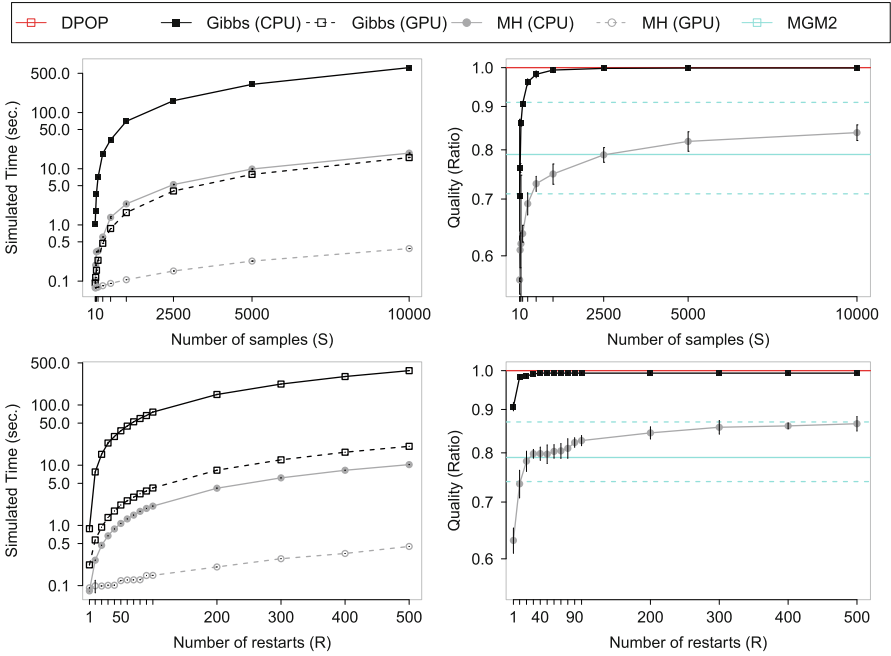 DPOP Gibbs (CPU) Gibbs (GPU) MH (CPU) MH (GPU) MGM2
Simulated Time (sec.)
500.0
100.0
50.0
10.0
5.0
1.0
0.5
0.1
10 2500 5000 10000
Number of samples (S)
Quality (Ratio)
1.0
0.9
0.8
0.7
0.6
10 2500 5000 10000
Number of samples (S)
Simulated Time (sec.)
500.0
100.0
50.0
10.0
5.0
1.0
0.5
0.1
1 50 200 300 400 500
Number of restarts (R)
Quality (Ratio)
1.0
0.9
0.8
0.7
0.6
1 40 90 200 300 400 500
Number of restarts (R)